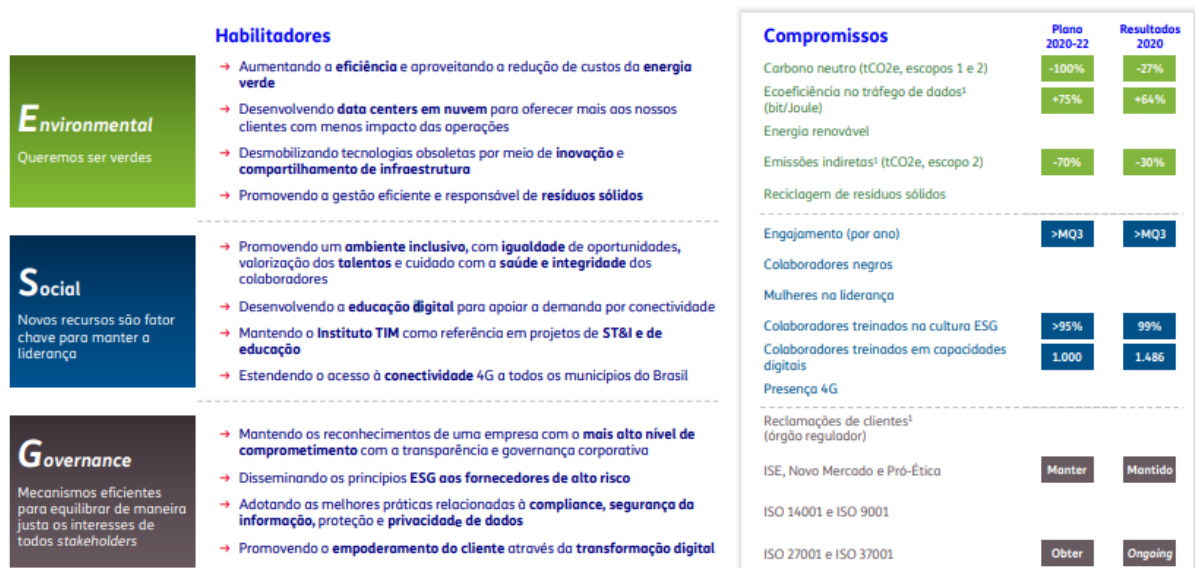 Habilitadores
Environmental
Queremos ser verdes
→ Aumentando a eficiência e aproveitando a redução de custos da energia
verde
→ Desenvolvendo data centers em nuvem para oferecer mais aos nossos
clientes com menos impacto das operações
→ Desmobilizando tecnologias obsoletas por meio de inovação e
compartilhamento de infraestrutura
→ Promovendo a gestão eficiente e responsável de resíduos sólidos
Social
Novos recursos são fator
chave para manter a
liderança
→ Promovendo um ambiente inclusivo, com igualdade de oportunidades,
valorização dos talentos e cuidado com a saúde e integridade dos
colaboradores
→ Desenvolvendo a educação digital para apoiar a demanda por conectividade
→ Mantendo o Instituto TIM como referência em projetos de ST&I e de
educação
→ Estendendo o acesso à conectividade 4G a todos os municípios do Brasil
Governance
Mecanismos eficientes
para equilibrar de maneira
justa os interesses de
todos stakeholders
→ Mantendo os reconhecimentos de uma empresa com o mais alto nível de
comprometimento com a transparência e governança corporativa
→ Disseminando os princípios ESG aos fornecedores de alto risco
→ Adotando as melhores práticas relacionadas à compliance, segurança da
informação, proteção e privacidade de dados
→ Promovendo o empoderamento do cliente através da transformação digital
Compromissos
Plano
2020-22
Resultados
2020
Carbono neutro (tCO2e, escopos 1 e 2) -100% -27%
Ecoeficiência no tráfego de dados¹
(bit/Joule) +75% +64%
Energia renovável
Emissões indiretas¹ (tCO2e, escopo 2) -70% -30%
Reciclagem de resíduos sólidos
Engajamento (por ano) >MQ3 >MQ3
Colaboradores negros
Mulheres na liderança
Colaboradores treinados na cultura ESG >95% 99%
Colaboradores treinados em capacidades
digitais 1.000 1.486
Presença 4G
Reclamações de clientes¹
(órgão regulador)
ISE, Novo Mercado e Pró-Ética Manter Mantido
ISO 14001 e ISO 9001
ISO 27001 e ISO 37001 Obter Ongoing